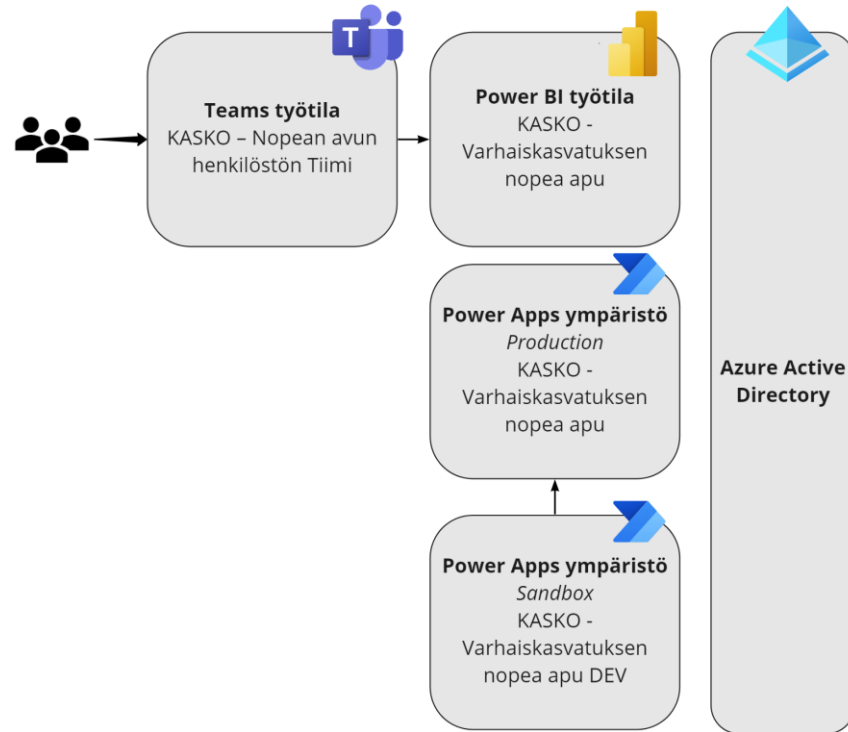 T
Teams työtila
KASKO – Nopean avun
henkilöstön Tiimi
Power BI työtila
KASKO -
Varhaiskasvatuksen
nopea apu
Power Apps ympäristö
Production
KASKO -
Varhaiskasvatuksen
nopea apu
Power Apps ympäristö
Sandbox
KASKO -
Varhaiskasvatuksen
nopea apu DEV
Azure Active
Directory